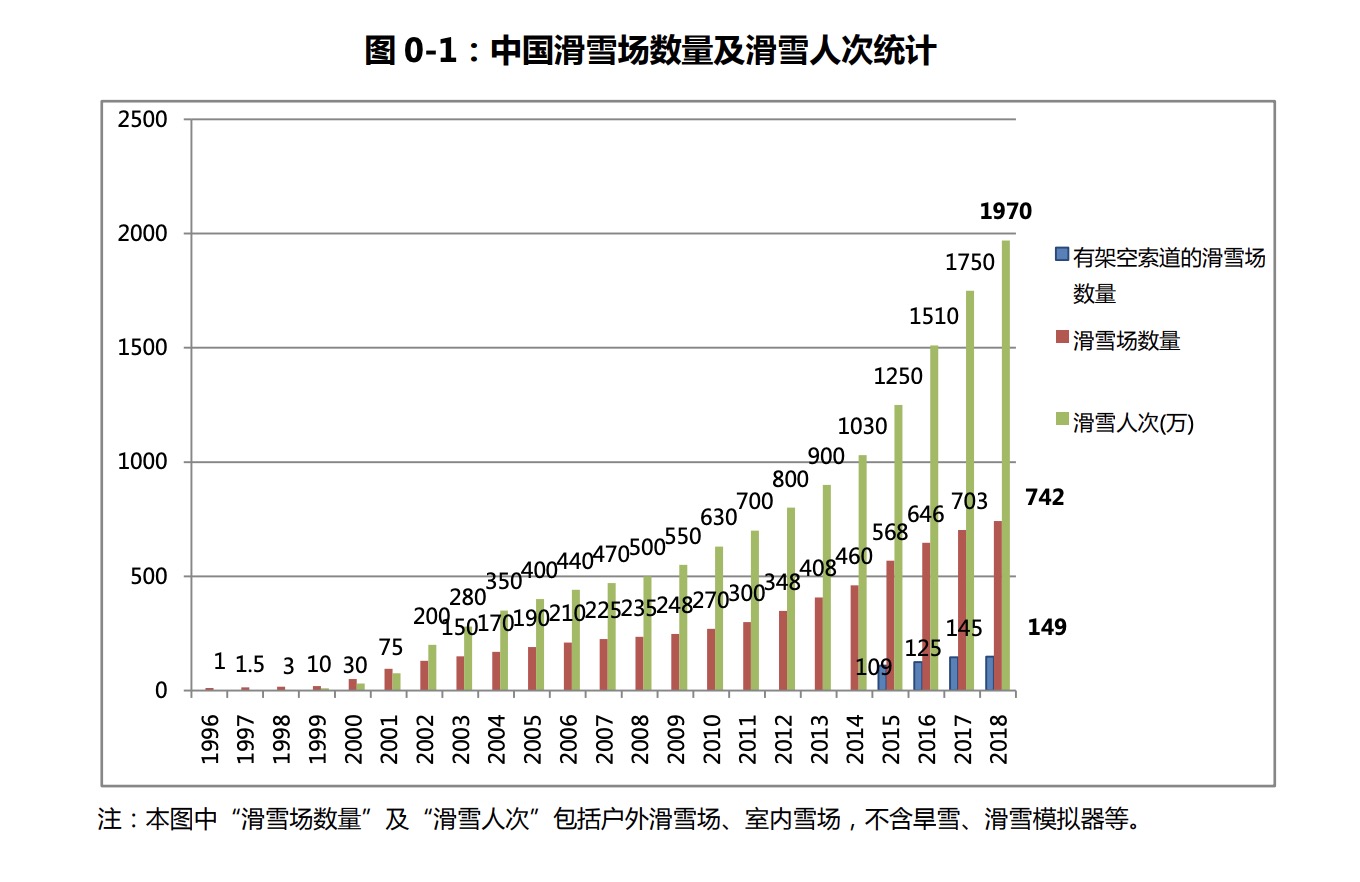 图 0-1：中国滑雪场数量及滑雪人次统计
2500
2000
1500
1000
500
0
1 1.5 3 10 30 75 200 280 350 400 440 470 500 550 630 700 800 900 1030 1250 1510 1750 1970
150 170 190 210 225 235 248 270 300 348 408 460 568 646 703 742
109 125 145 149
1996 1997 1998 1999 2000 2001 2002 2003 2004 2005 2006 2007 2008 2009 2010 2011 2012 2013 2014 2015 2016 2017 2018
有架空索道的滑雪场
数量
滑雪场数量
滑雪人次(万)
注：本图中“滑雪场数量”及“滑雪人次”包括户外滑雪场、室内雪场，不含旱雪、滑雪模拟器等。